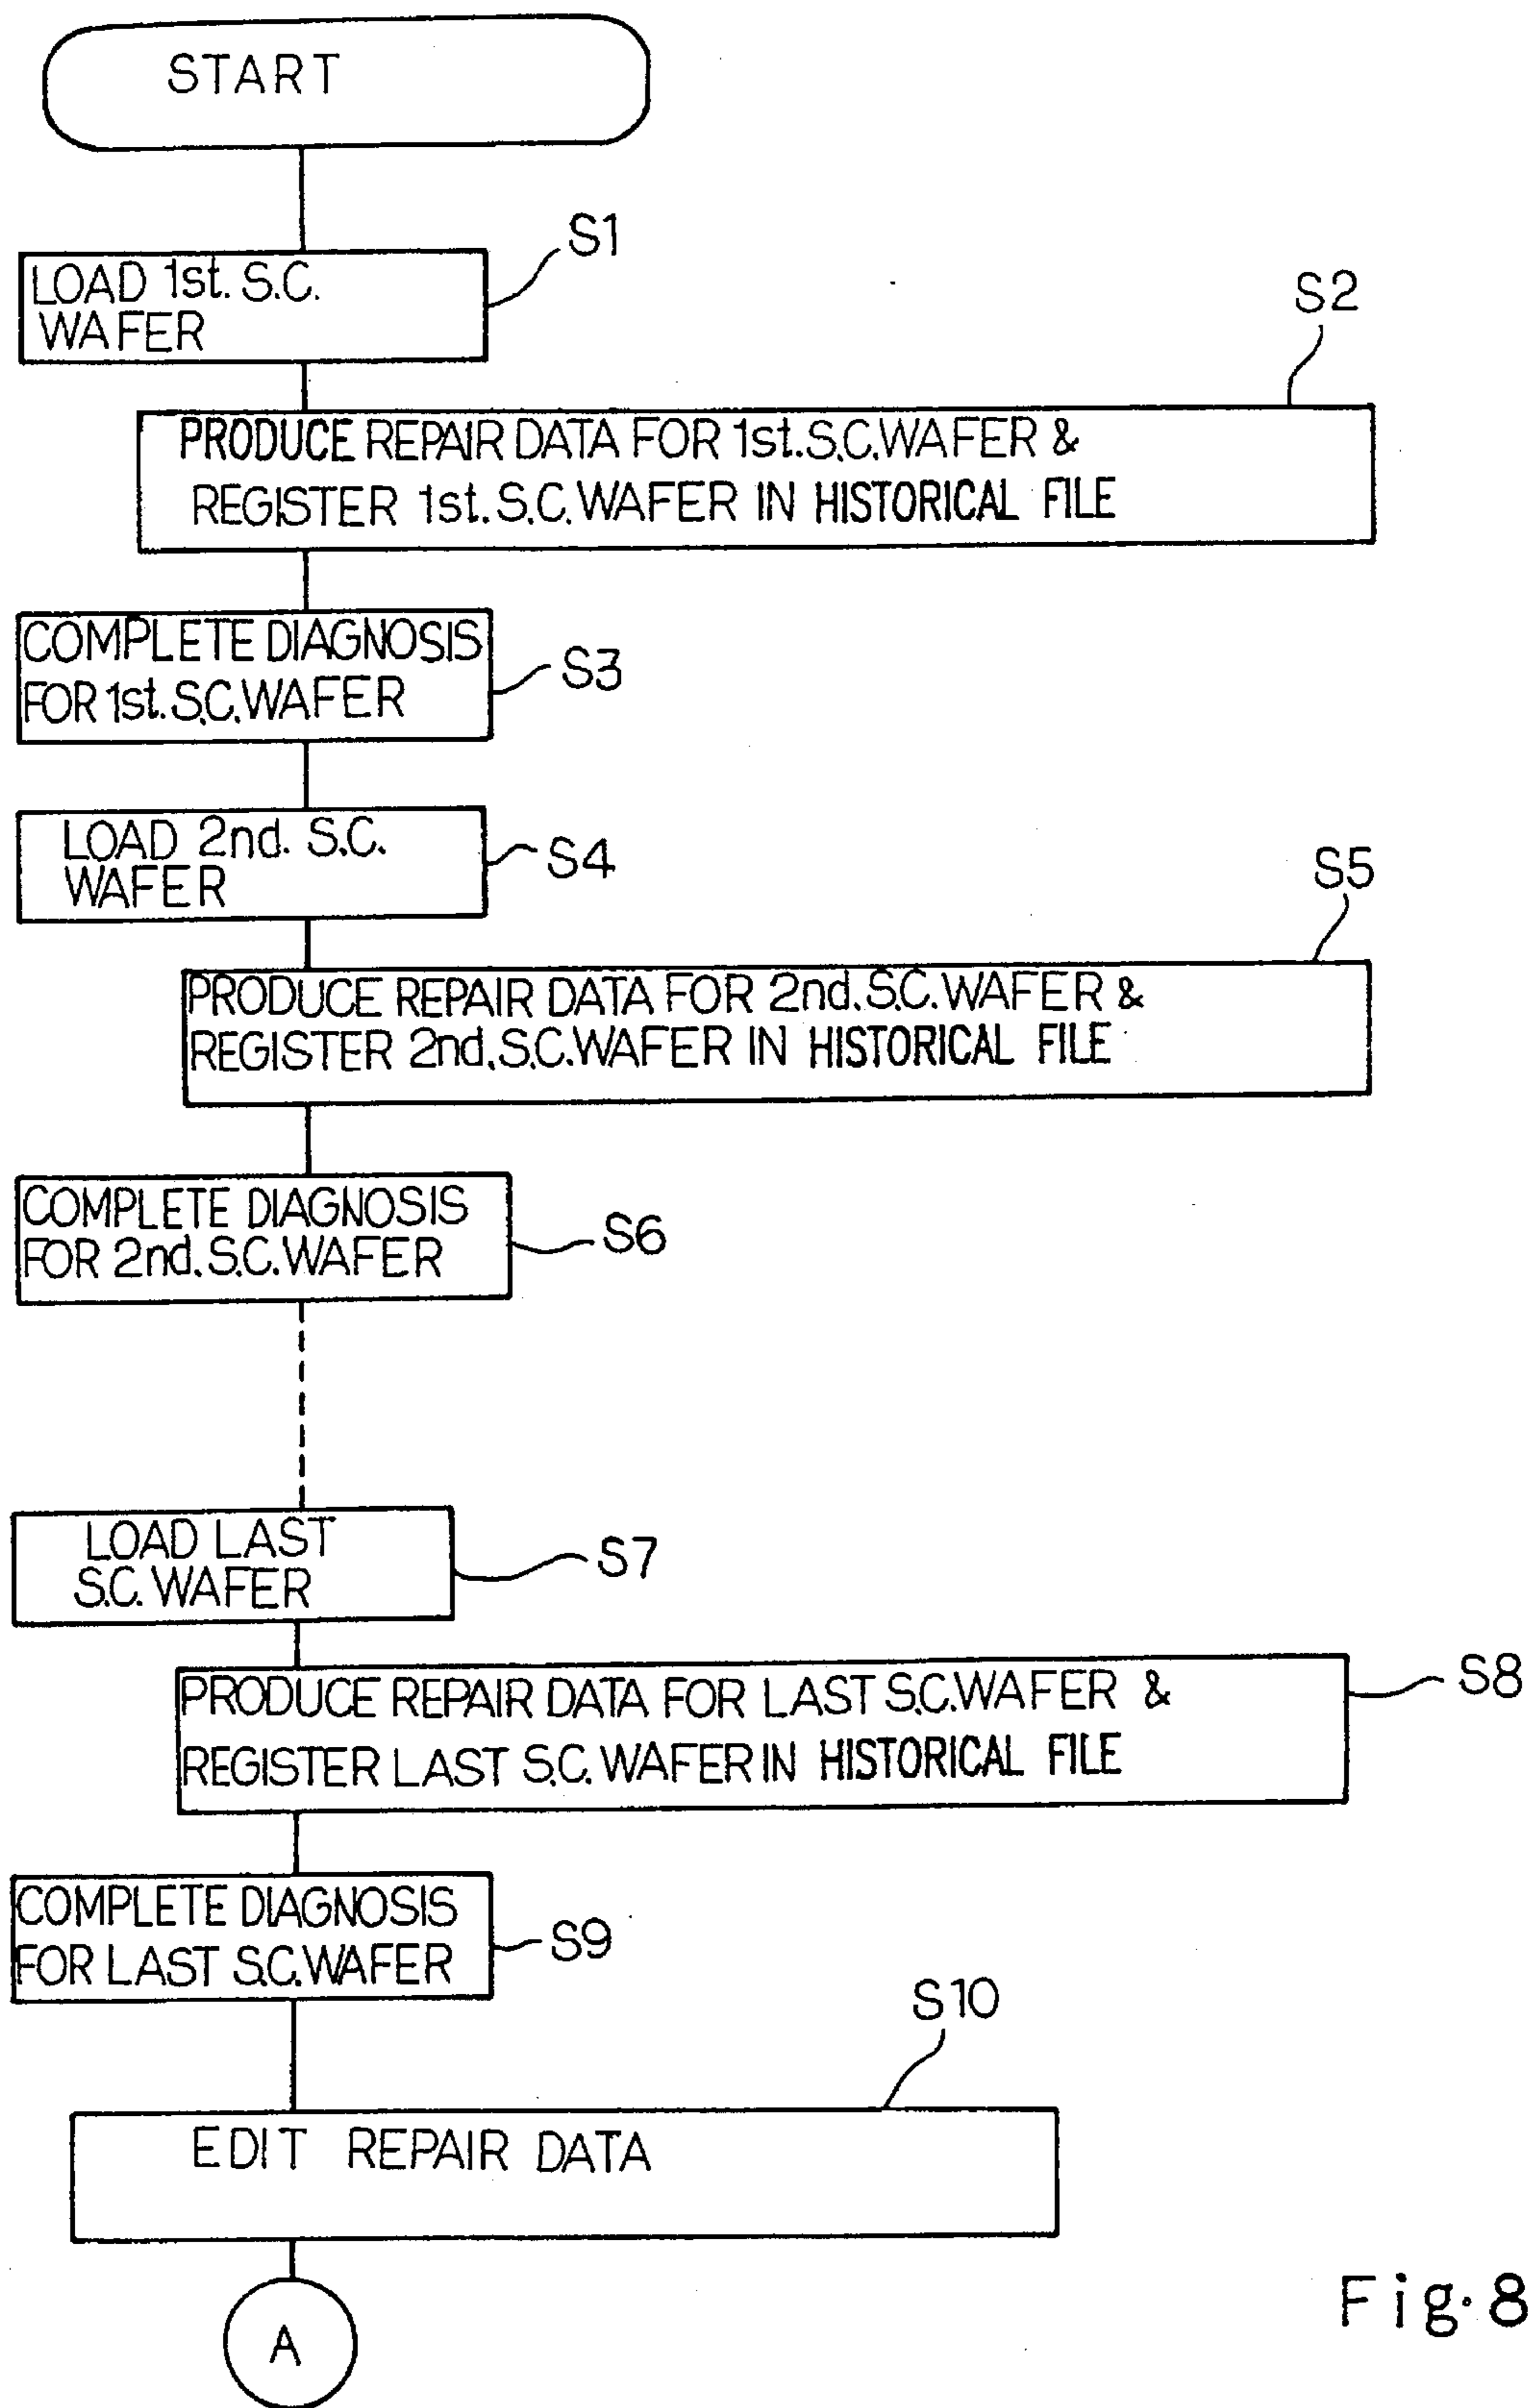 START
S1
LOAD 1st. S.C.
WAFER
S2
PRODUCE REPAIR DATA FOR 1st.S.C.WAFER &
REGISTER 1st.S.C.WAFER IN HISTORICAL FILE
COMPLETE DIAGNOSIS
FOR 1st.S.C.WAFER
S3
LOAD 2nd. S.C.
WAFER
S4
S5
PRODUCE REPAIR DATA FOR 2nd.S.C.WAFER &
REGISTER 2nd.S.C.WAFER IN HISTORICAL FILE
COMPLETE DIAGNOSIS
FOR 2nd.S.C.WAFER
S6
LOAD LAST
S.C.WAFER
S7
PRODUCE REPAIR DATA FOR LAST S.C.WAFER &
REGISTER LAST S.C.WAFER IN HISTORICAL FILE
S8
COMPLETE DIAGNOSIS
FOR LAST S.C.WAFER
S9
S10
EDIT REPAIR DATA
A
Fig. 8